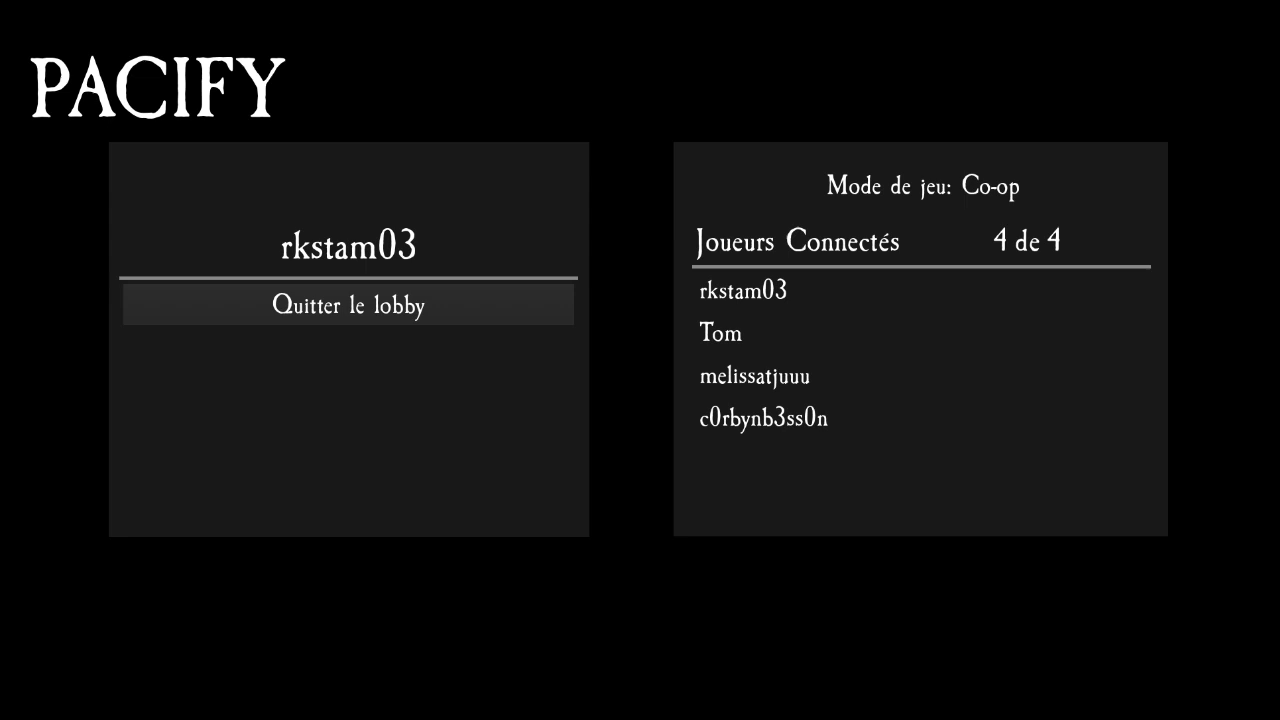 PACIFY
rkstam03
Quitter le lobby
Mode de jeu: Co-op
Joueurs Connectés 4 de 4
rkstam03
Tom
melissatjuuu
c0rbynb3ss0n